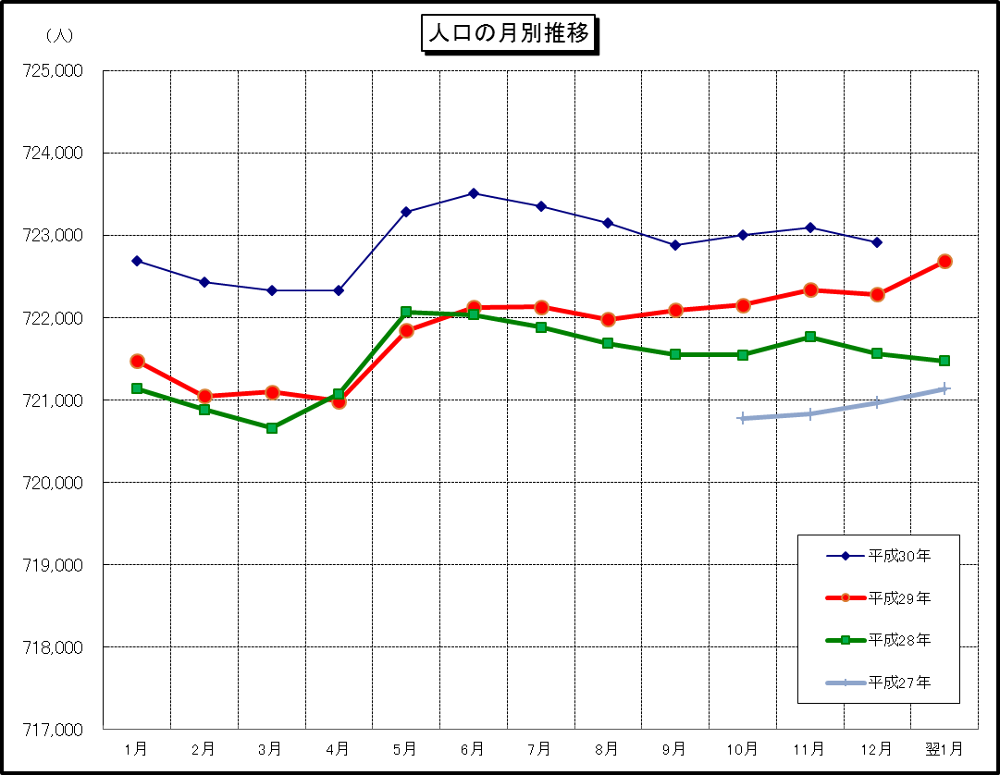 人口の月別推移
（人）
725,000
724,000
723,000
722,000
721,000
720,000
719,000
718,000
717,000
1月 2月 3月 4月 5月 6月 7月 8月 9月 10月 11月 12月 翌1月
平成30年
平成29年
平成28年
平成27年